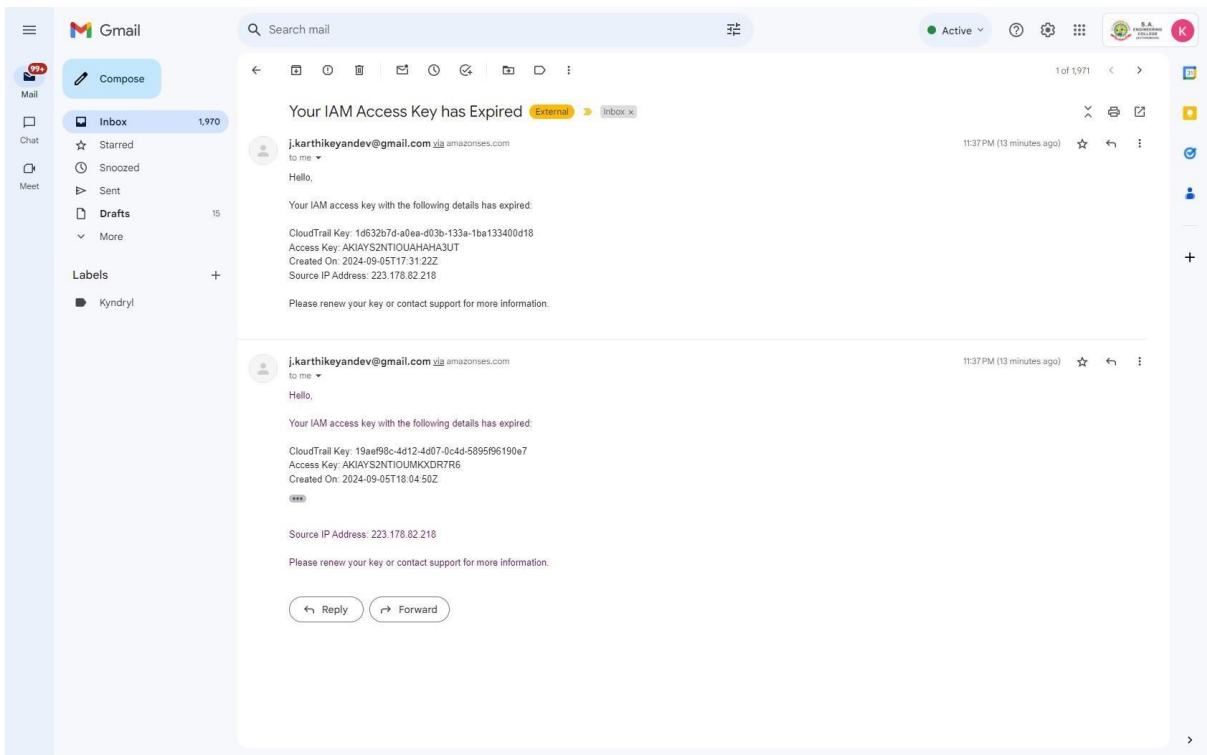 Gmail
Search mail
Active
S.A.
ENGINEERING
COLLEGE
K
99+
Mail
Chat
Meet
Compose
Inbox 1,970
Starred
Snoozed
Sent
Drafts 15
More
Labels
Kyndryl
1 of 1,971
31
Your IAM Access Key has Expired External Inbox x
j.karthikeyandev@gmail.com via amazonses.com 11:37 PM (13 minutes ago)
to me
Hello,
Your IAM access key with the following details has expired:
CloudTrail Key: 1d632b7d-a0ea-d03b-133a-1ba133400d18
Access Key: AKIAYS2NTIOUAHAHA3UT
Created On: 2024-09-05T17:31:22Z
Source IP Address: 223.178.82.218
Please renew your key or contact support for more information.
j.karthikeyandev@gmail.com via amazonses.com 11:37 PM (13 minutes ago)
to me
Hello,
Your IAM access key with the following details has expired:
CloudTrail Key: 19aef98c-4d12-4d07-0c4d-5895f96190e7
Access Key: AKIAYS2NTIOUMKXDR7R6
Created On: 2024-09-05T18:04:50Z
Source IP Address: 223.178.82.218
Please renew your key or contact support for more information.
Reply Forward